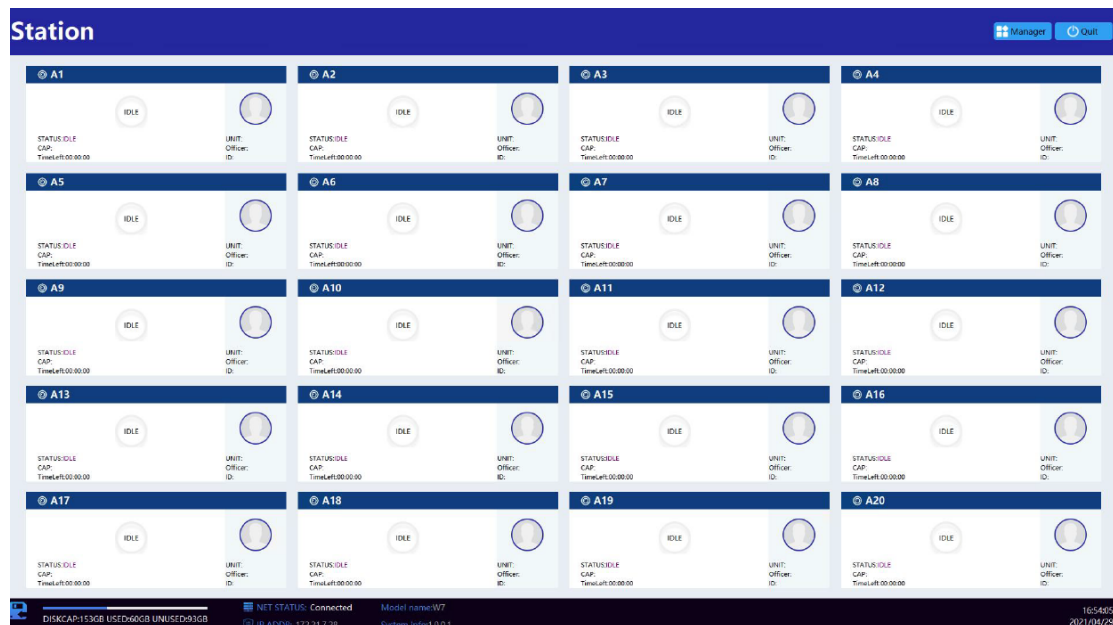 Station
Manager
Quit
A1
A2
A3
A4
IDLE
IDLE
IDLE
IDLE
STATUS:IDLE
CAP:
TimeLeft:00:00:00
UNIT:
Officer:
ID:
STATUS:IDLE
CAP:
TimeLeft:00:00:00
UNIT:
Officer:
ID:
STATUS:IDLE
CAP:
TimeLeft:00:00:00
UNIT:
Officer:
ID:
STATUS:IDLE
CAP:
TimeLeft:00:00:00
UNIT:
Officer:
ID:
A5
A6
A7
A8
IDLE
IDLE
IDLE
IDLE
STATUS:IDLE
CAP:
TimeLeft:00:00:00
UNIT:
Officer:
ID:
STATUS:IDLE
CAP:
TimeLeft:00:00:00
UNIT:
Officer:
ID:
STATUS:IDLE
CAP:
TimeLeft:00:00:00
UNIT:
Officer:
ID:
STATUS:IDLE
CAP:
TimeLeft:00:00:00
UNIT:
Officer:
ID:
A9
A10
A11
A12
IDLE
IDLE
IDLE
IDLE
STATUS:IDLE
CAP:
TimeLeft:00:00:00
UNIT:
Officer:
ID:
STATUS:IDLE
CAP:
TimeLeft:00:00:00
UNIT:
Officer:
ID:
STATUS:IDLE
CAP:
TimeLeft:00:00:00
UNIT:
Officer:
ID:
STATUS:IDLE
CAP:
TimeLeft:00:00:00
UNIT:
Officer:
ID:
A13
A14
A15
A16
IDLE
IDLE
IDLE
IDLE
STATUS:IDLE
CAP:
TimeLeft:00:00:00
UNIT:
Officer:
ID:
STATUS:IDLE
CAP:
TimeLeft:00:00:00
UNIT:
Officer:
ID:
STATUS:IDLE
CAP:
TimeLeft:00:00:00
UNIT:
Officer:
ID:
STATUS:IDLE
CAP:
TimeLeft:00:00:00
UNIT:
Officer:
ID:
A17
A18
A19
A20
IDLE
IDLE
IDLE
IDLE
STATUS:IDLE
CAP:
TimeLeft:00:00:00
UNIT:
Officer:
ID:
STATUS:IDLE
CAP:
TimeLeft:00:00:00
UNIT:
Officer:
ID:
STATUS:IDLE
CAP:
TimeLeft:00:00:00
UNIT:
Officer:
ID:
STATUS:IDLE
CAP:
TimeLeft:00:00:00
UNIT:
Officer:
ID:
DISKCAP:153GB USED:60GB UNUSED:93GB
NET STATUS: Connected
Model name:W7
IP ADDR:
16:54:05
2021/04/29